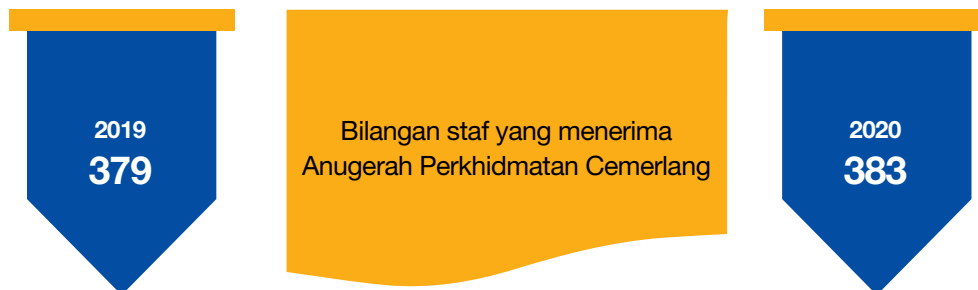 2019
379
Bilangan staf yang menerima
Anugerah Perkhidmatan Cemerlang
2020
383